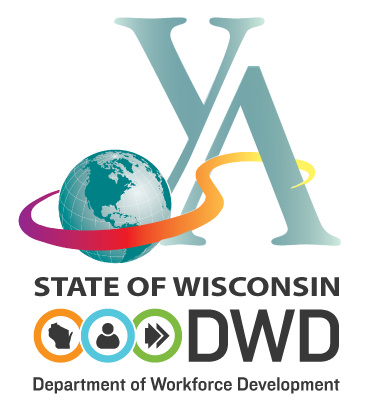 YA
STATE OF WISCONSIN
DWD
Department of Workforce Development